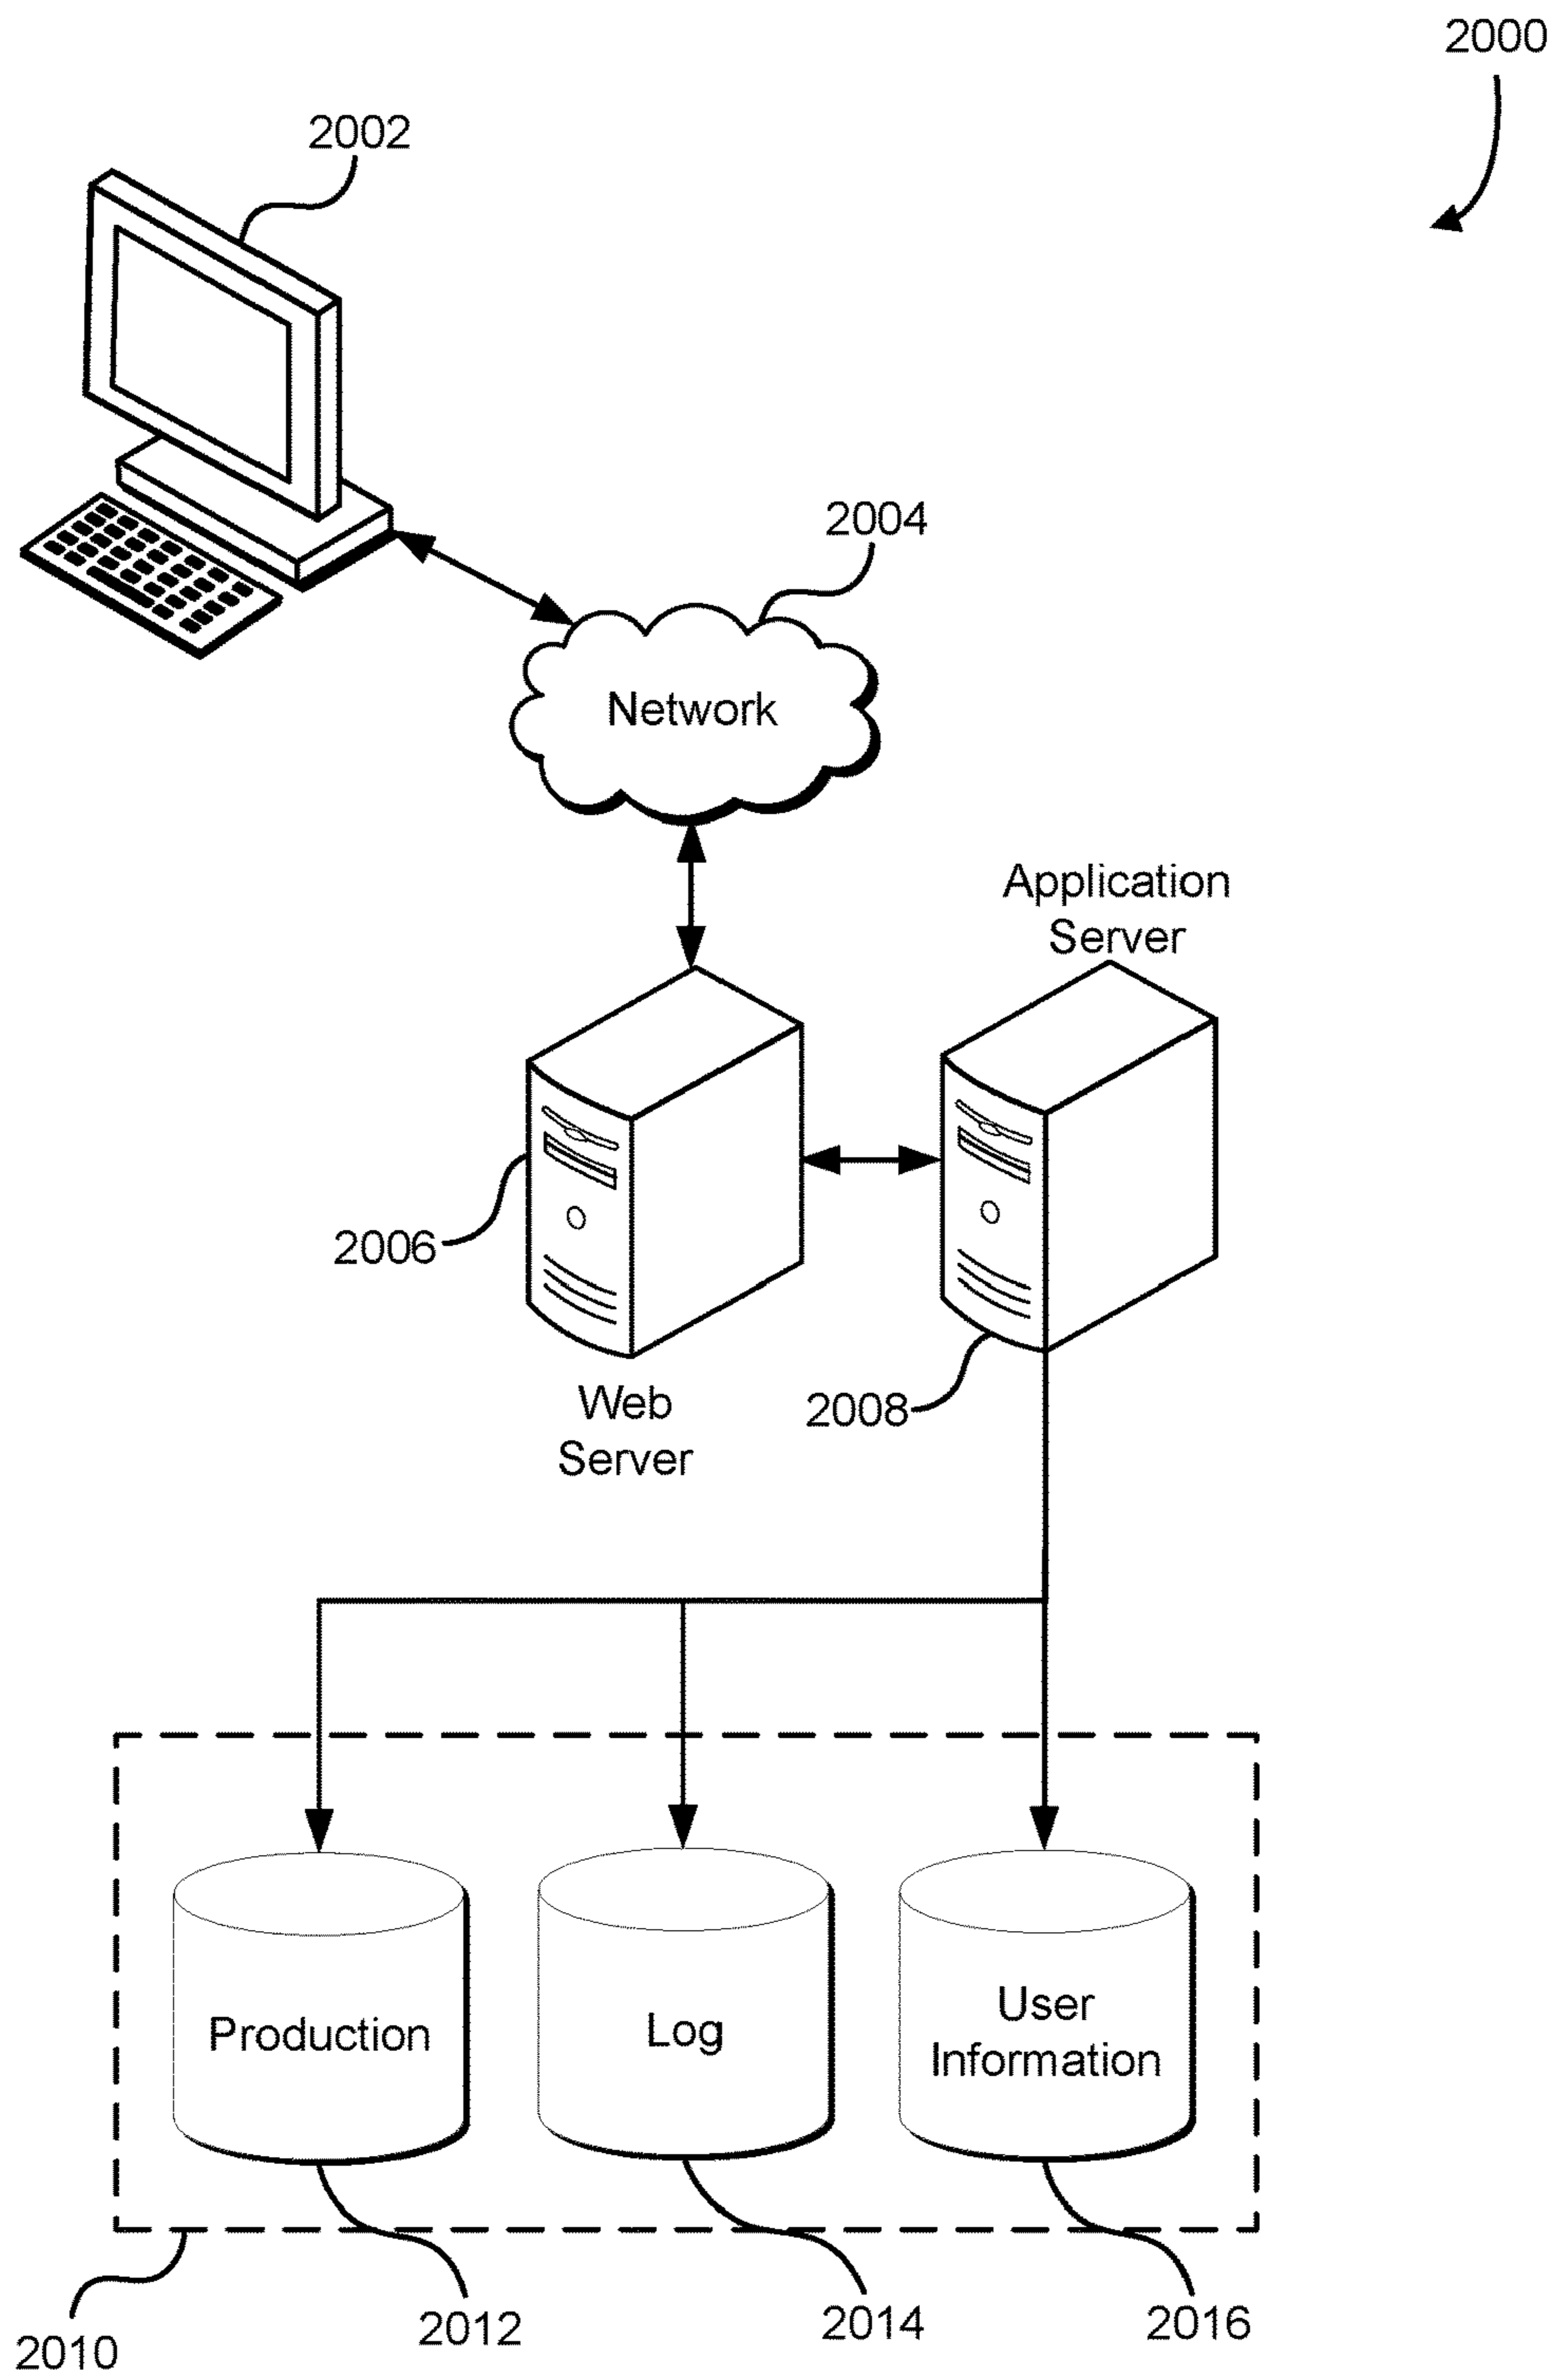 2000
2002
2004
Network
Application
Server
2006
Web
Server
2008
Production
Log
User
Information
2010
2012
2014
2016